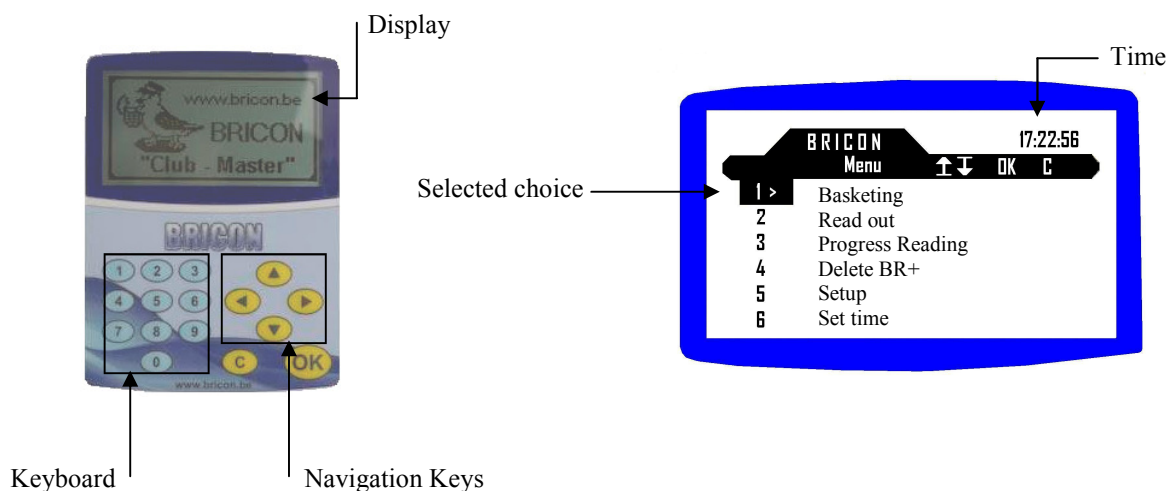 Display
www.bricon.be
BRICON
"Club - Master"
BRICON
1 2 3
4 5 6
7 8 9
0
C
OK
www.bricon.be
Keyboard
Navigation Keys
Time
Selected choice
BRICON
17:22:56
Menu OK C
1 > Basketing
2 Read out
3 Progress Reading
4 Delete BR+
5 Setup
6 Set time